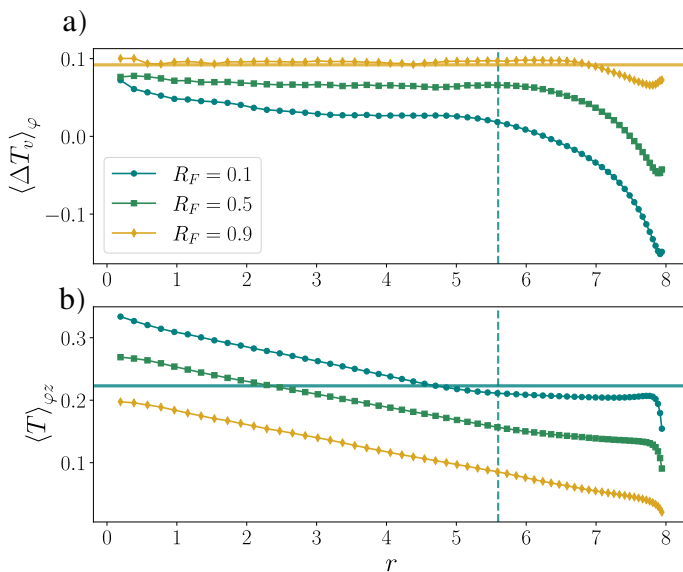 a)
0.1
0.0
−0.1
⟨ΔT_v⟩_φ
R_F = 0.1
R_F = 0.5
R_F = 0.9
0 1 2 3 4 5 6 7 8
b)
0.3
0.2
0.1
⟨T⟩_{φz}
0 1 2 3 4 5 6 7 8
r